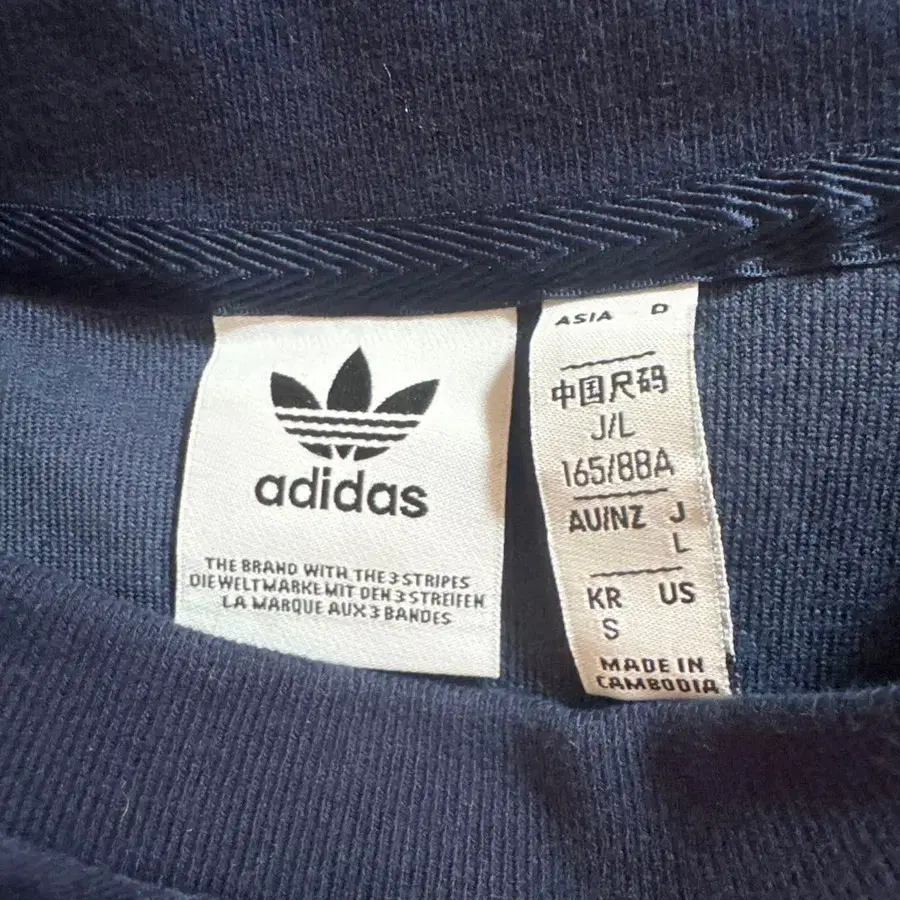 adidas
THE BRAND WITH THE 3 STRIPES
DIE WELTMARKE MIT DEN 3 STREIFEN
LA MARQUE AUX 3 BANDES
ASIA D
中国尺码
J/L
165/88A
AU/NZ J
L
KR US
S
MADE IN
CAMBODIA